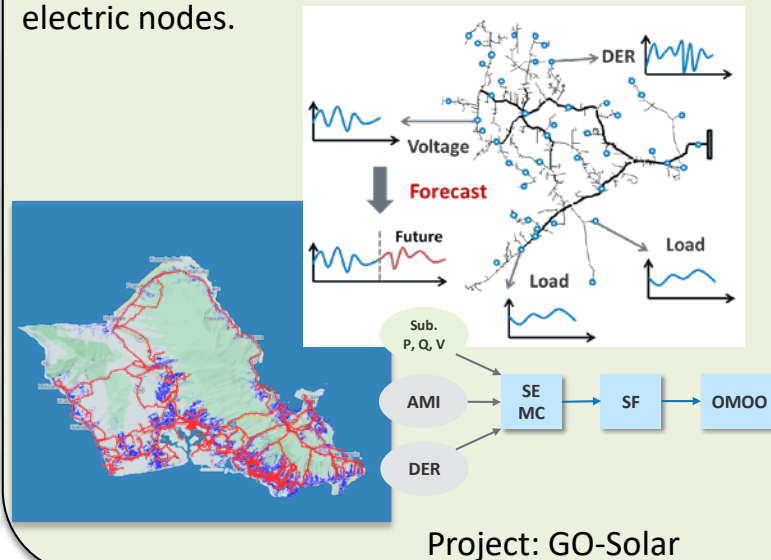 electric nodes.
DER
Voltage
Forecast
Future
Load
Load
Sub.
P, Q, V
AMI
SE
MC
SF
OMOO
DER
Project: GO-Solar